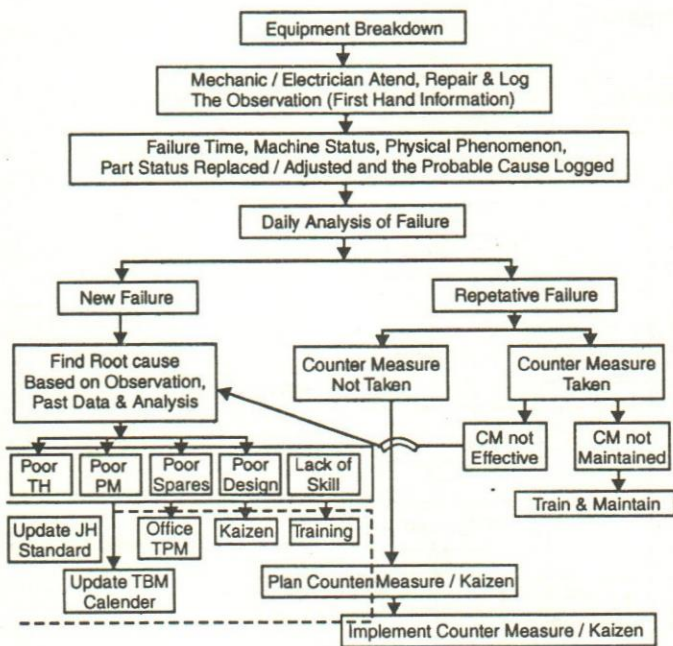 Equipment Breakdown
Mechanic / Electrician Atend, Repair & Log
The Observation (First Hand Information)
Failure Time, Machine Status, Physical Phenomenon,
Part Status Replaced / Adjusted and the Probable Cause Logged
Daily Analysis of Failure
New Failure
Repetative Failure
Find Root cause
Based on Observation,
Past Data & Analysis
Counter Measure
Not Taken
Counter Measure
Taken
CM not
Effective
CM not
Maintained
Poor
TH
Poor
PM
Poor
Spares
Poor
Design
Lack of
Skill
Train & Maintain
Update JH
Standard
Office
TPM
Kaizen
Training
Update TBM
Calender
Plan Counter Measure / Kaizen
Implement Counter Measure / Kaizen